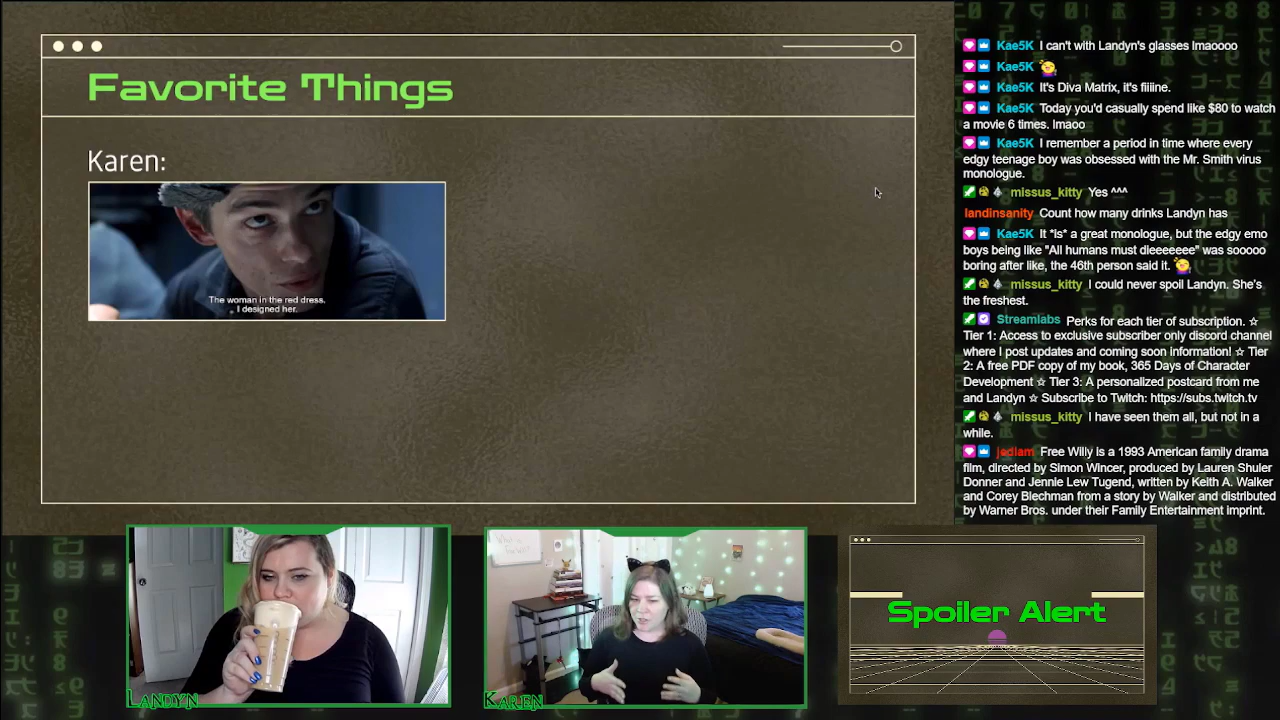 Favorite Things
Karen:
The woman in the red dress.
I designed her.
Kae5K I can't with Landyn's glasses lmaoooo
Kae5K
Kae5K It's Diva Matrix, it's fiiiine.
Kae5K Today you'd casually spend like $80 to watch
a movie 6 times. lmaoo
Kae5K I remember a period in time where every
edgy teenage boy was obsessed with the Mr. Smith virus
monologue.
missus_kitty Yes ^^^
landinsanity Count how many drinks Landyn has
Kae5K It *is* a great monologue, but the edgy emo
boys being like "All humans must dieeeeeee" was sooooo
boring after like, the 46th person said it.
missus_kitty I could never spoil Landyn. She's
the freshest.
Streamlabs Perks for each tier of subscription. ☆
Tier 1: Access to exclusive subscriber only discord channel
where I post updates and coming soon information! ☆ Tier
2: A free PDF copy of my book, 365 Days of Character
Development ☆ Tier 3: A personalized postcard from me
and Landyn ☆ Subscribe to Twitch: https://subs.twitch.tv
missus_kitty I have seen them all, but not in a
while.
jediam Free Willy is a 1993 American family drama
film, directed by Simon Wincer, produced by Lauren Shuler
Donner and Jennie Lew Tugend, written by Keith A. Walker
and Corey Blechman from a story by Walker and distributed
by Warner Bros. under their Family Entertainment imprint.
Landyn
Karen
Spoiler Alert